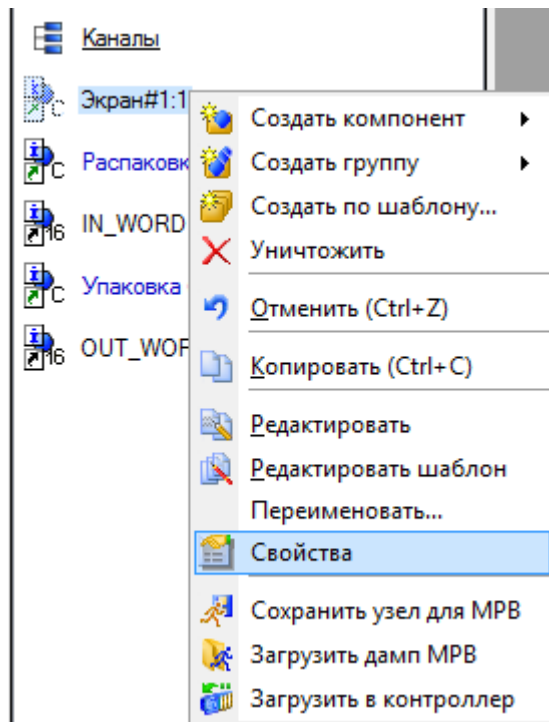 Каналы
Экран#1:1
Распаковк
IN_WORD
Упаковка
OUT_WOR
Создать компонент
Создать группу
Создать по шаблону...
Уничтожить
Отменить (Ctrl+Z)
Копировать (Ctrl+C)
Редактировать
Редактировать шаблон
Переименовать...
Свойства
Сохранить узел для МРВ
Загрузить дамп МРВ
Загрузить в контроллер